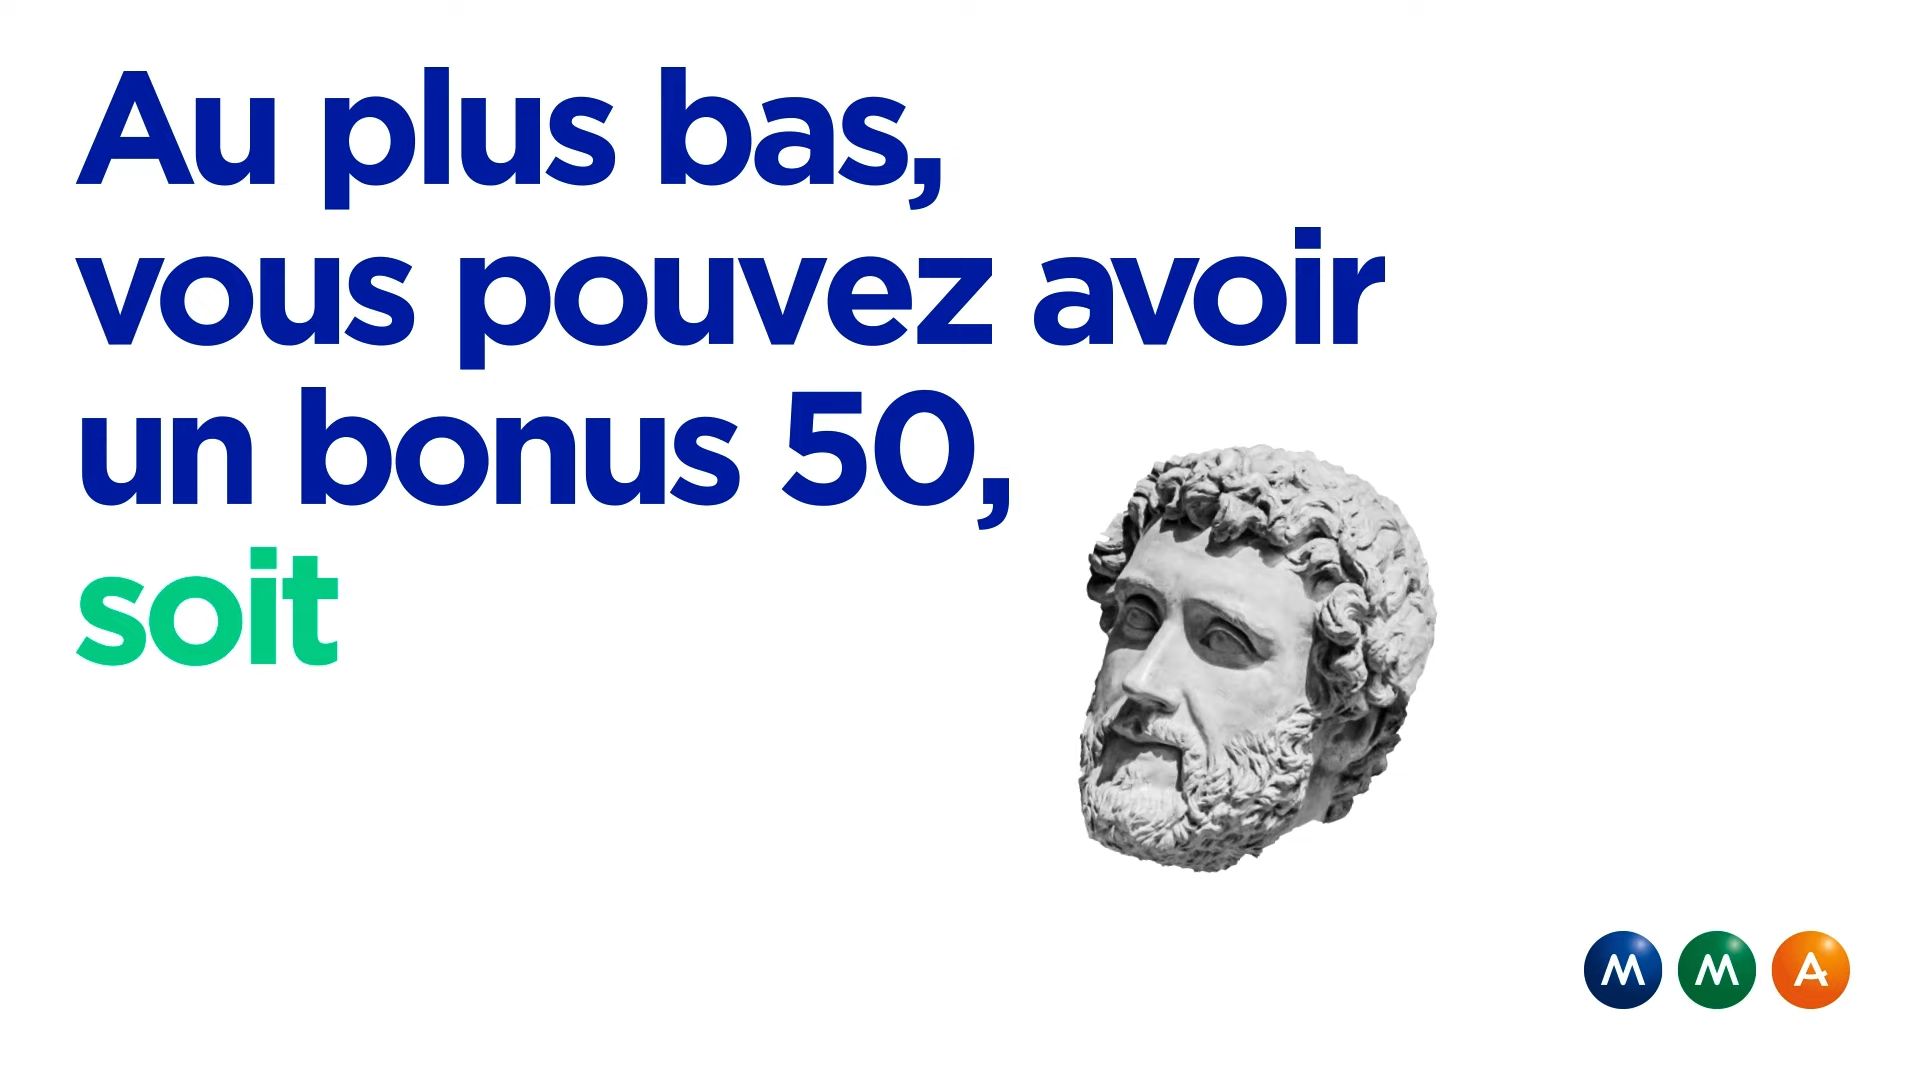 Au plus bas,
vous pouvez avoir
un bonus 50,
soit
M M A